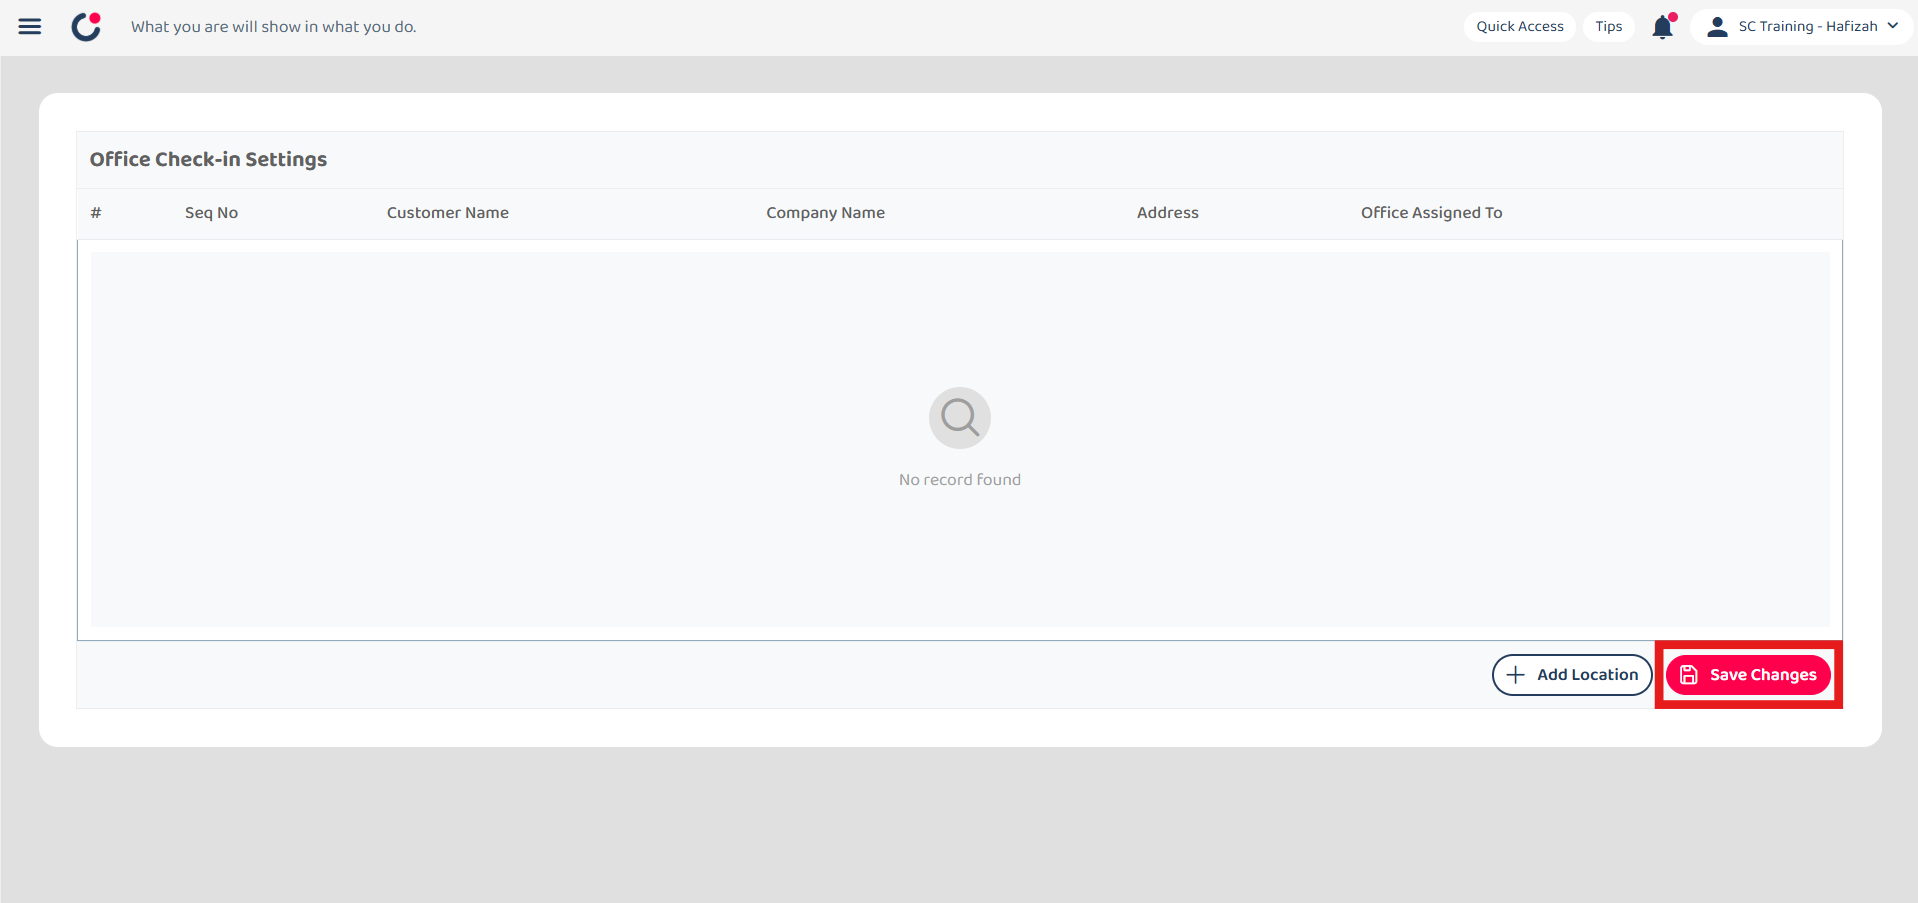 What you are will show in what you do.
Quick Access
Tips
SC Training - Hafizah
Office Check-in Settings
# Seq No Customer Name Company Name Address Office Assigned To
No record found
Add Location
Save Changes